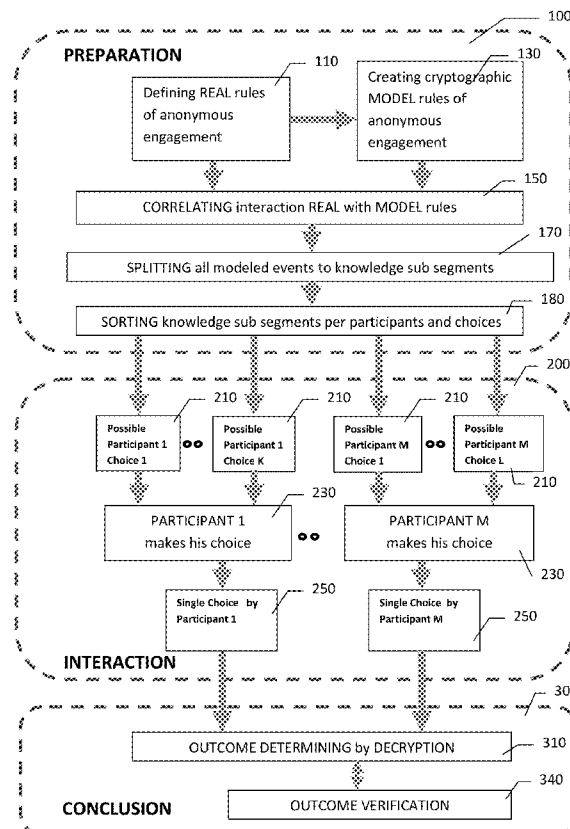 100
PREPARATION
110
130
Defining REAL rules
of anonymous
engagement
Creating cryptographic
MODEL rules of
anonymous
engagement
150
CORRELATING interaction REAL with MODEL rules
170
SPLITTING all modeled events to knowledge sub segments
180
SORTING knowledge sub segments per participants and choices
200
210
210
210
Possible
Participant 1
Choice 1
Possible
Participant 1
Choice K
Possible
Participant M
Choice 1
Possible
Participant M
Choice L
210
230
PARTICIPANT 1
makes his choice
PARTICIPANT M
makes his choice
230
250
Single Choice by
Participant 1
Single Choice by
Participant M
250
INTERACTION
30
OUTCOME DETERMINING by DECRYPTION
310
340
OUTCOME VERIFICATION
CONCLUSION